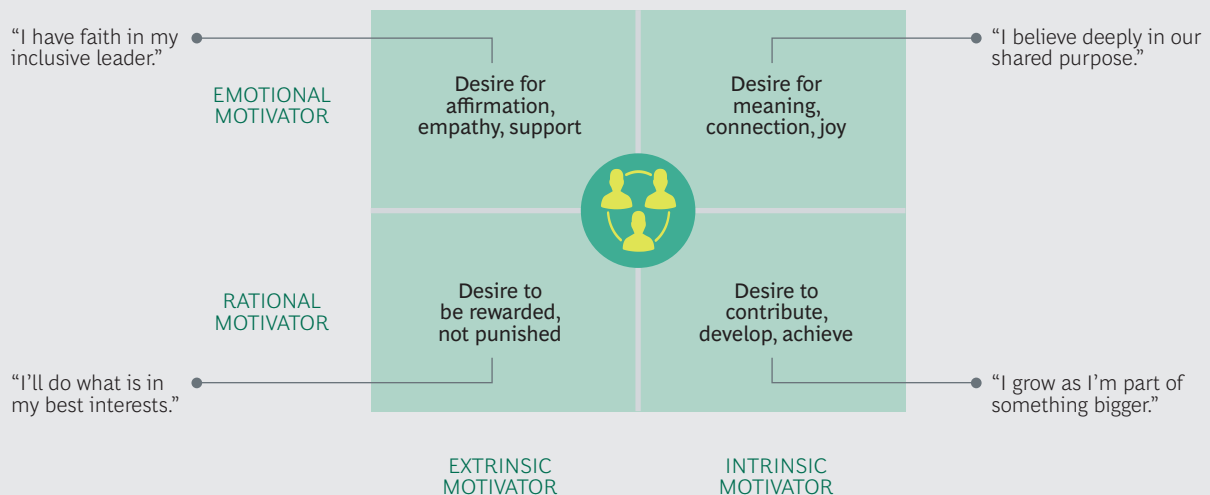 “I have faith in my
inclusive leader.”
“I believe deeply in our
shared purpose.”
EMOTIONAL
MOTIVATOR
Desire for
affirmation,
empathy, support
Desire for
meaning,
connection, joy
RATIONAL
MOTIVATOR
Desire to
be rewarded,
not punished
Desire to
contribute,
develop, achieve
“I’ll do what is in
my best interests.”
“I grow as I’m part of
something bigger.”
EXTRINSIC
MOTIVATOR
INTRINSIC
MOTIVATOR